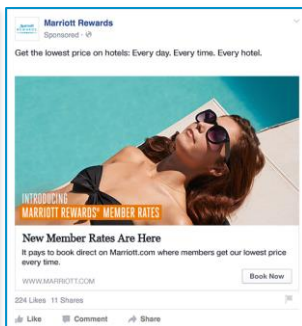 Marriott Rewards
Sponsored ·
Get the lowest price on hotels: Every day. Every time. Every hotel.
INTRODUCING
MARRIOTT REWARDS® MEMBER RATES
New Member Rates Are Here
It pays to book direct on Marriott.com where members get our lowest price
every time.
WWW.MARRIOTT.COM
Book Now
224 Likes 11 Shares
Like Comment Share